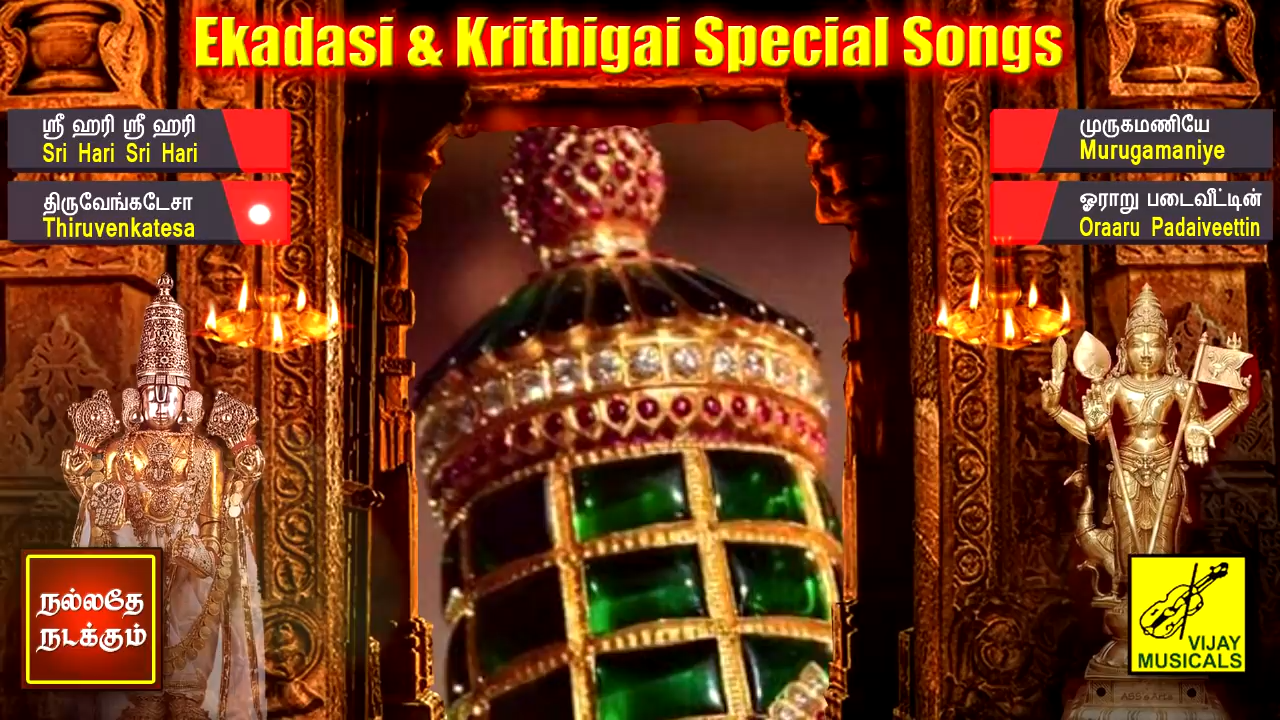 Ekadasi & Krithigai Special Songs
ஸ்ரீ ஹரி ஸ்ரீ ஹரி
Sri Hari Sri Hari
திருவேங்கடேசா
Thiruvenkatesa
முருகமணியே
Murugamaniye
ஓராறு படைவீட்டின்
Oraaru Padaiveettin
நல்லதே
நடக்கும்
VIJAY
MUSICALS